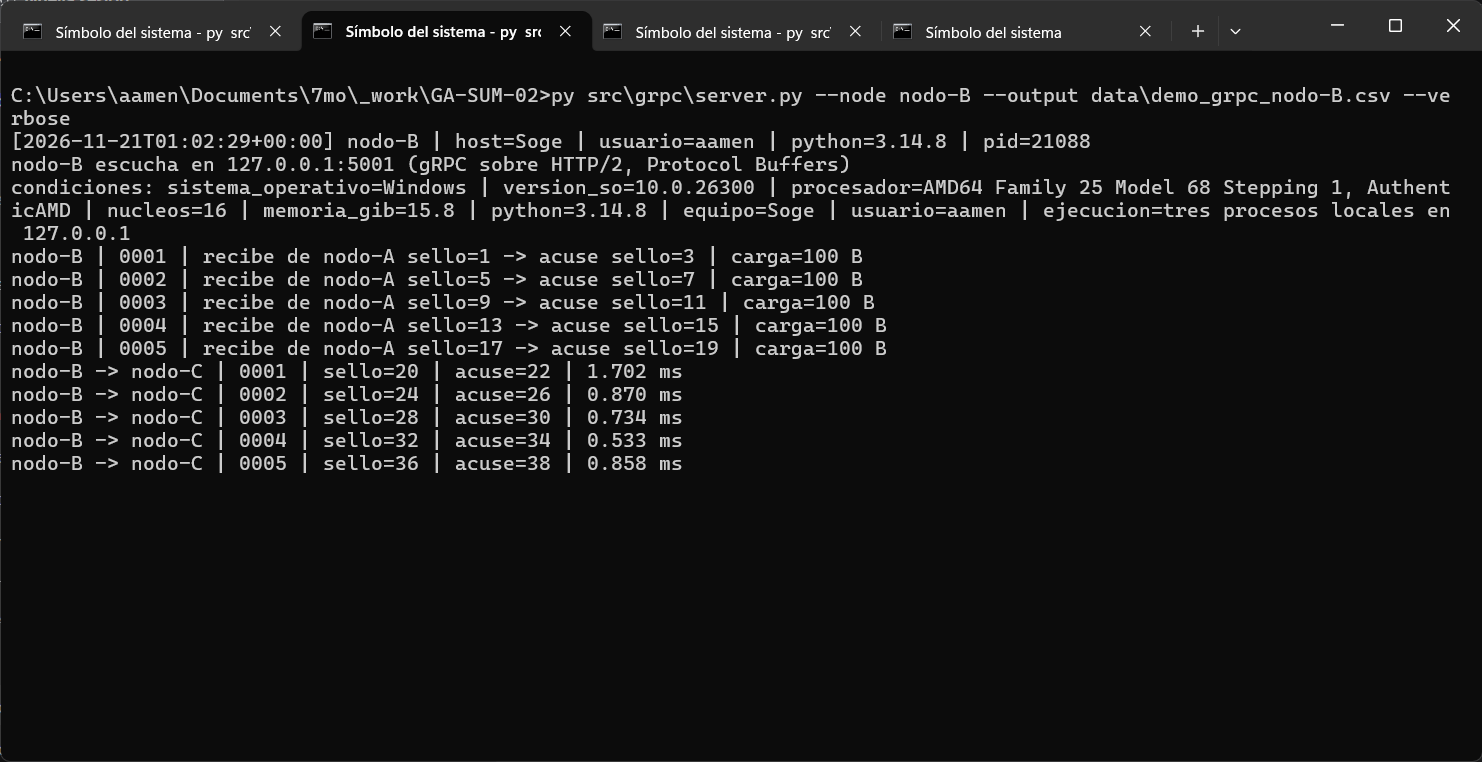 Símbolo del sistema - py src\
Símbolo del sistema - py src
Símbolo del sistema - py src\
Símbolo del sistema
C:\Users\aamen\Documents\7mo\_work\GA-SUM-02>py src\grpc\server.py --node nodo-B --output data\demo_grpc_nodo-B.csv --ve
rbose
[2026-11-21T01:02:29+00:00] nodo-B | host=Soge | usuario=aamen | python=3.14.8 | pid=21088
nodo-B escucha en 127.0.0.1:5001 (gRPC sobre HTTP/2, Protocol Buffers)
condiciones: sistema_operativo=Windows | version_so=10.0.26300 | procesador=AMD64 Family 25 Model 68 Stepping 1, Authent
icAMD | nucleos=16 | memoria_gib=15.8 | python=3.14.8 | equipo=Soge | usuario=aamen | ejecucion=tres procesos locales en
127.0.0.1
nodo-B | 0001 | recibe de nodo-A sello=1 -> acuse sello=3 | carga=100 B
nodo-B | 0002 | recibe de nodo-A sello=5 -> acuse sello=7 | carga=100 B
nodo-B | 0003 | recibe de nodo-A sello=9 -> acuse sello=11 | carga=100 B
nodo-B | 0004 | recibe de nodo-A sello=13 -> acuse sello=15 | carga=100 B
nodo-B | 0005 | recibe de nodo-A sello=17 -> acuse sello=19 | carga=100 B
nodo-B -> nodo-C | 0001 | sello=20 | acuse=22 | 1.702 ms
nodo-B -> nodo-C | 0002 | sello=24 | acuse=26 | 0.870 ms
nodo-B -> nodo-C | 0003 | sello=28 | acuse=30 | 0.734 ms
nodo-B -> nodo-C | 0004 | sello=32 | acuse=34 | 0.533 ms
nodo-B -> nodo-C | 0005 | sello=36 | acuse=38 | 0.858 ms